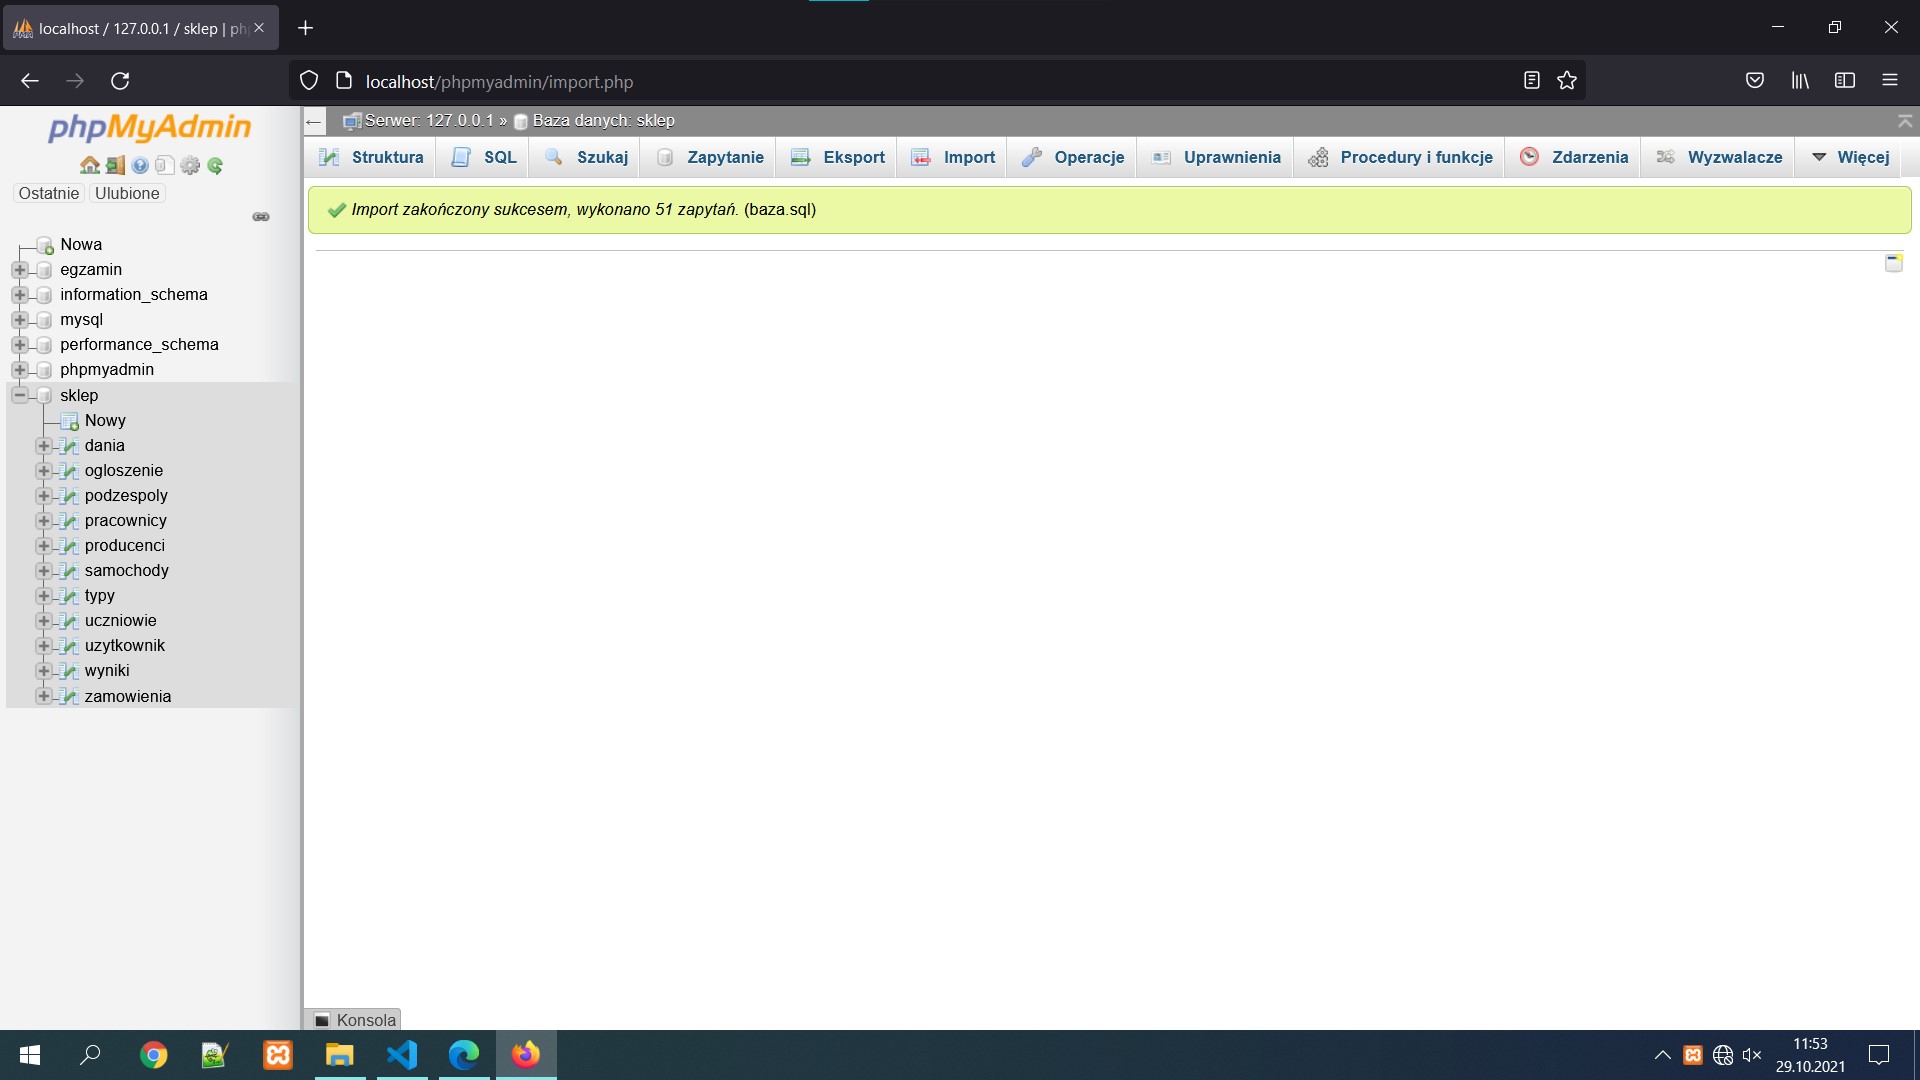 localhost / 127.0.0.1 / sklep | ph
localhost/phpmyadmin/import.php
phpMyAdmin
Ostatnie Ulubione
Nowa
egzamin
information_schema
mysql
performance_schema
phpmyadmin
sklep
Nowy
dania
ogloszenie
podzespoly
pracownicy
producenci
samochody
typy
uczniowie
uzytkownik
wyniki
zamowienia
Serwer: 127.0.0.1 » Baza danych: sklep
Struktura SQL Szukaj Zapytanie Eksport Import Operacje Uprawnienia Procedury i funkcje Zdarzenia Wyzwalacze Więcej
Import zakończony sukcesem, wykonano 51 zapytań. (baza.sql)
Konsola
11:53
29.10.2021